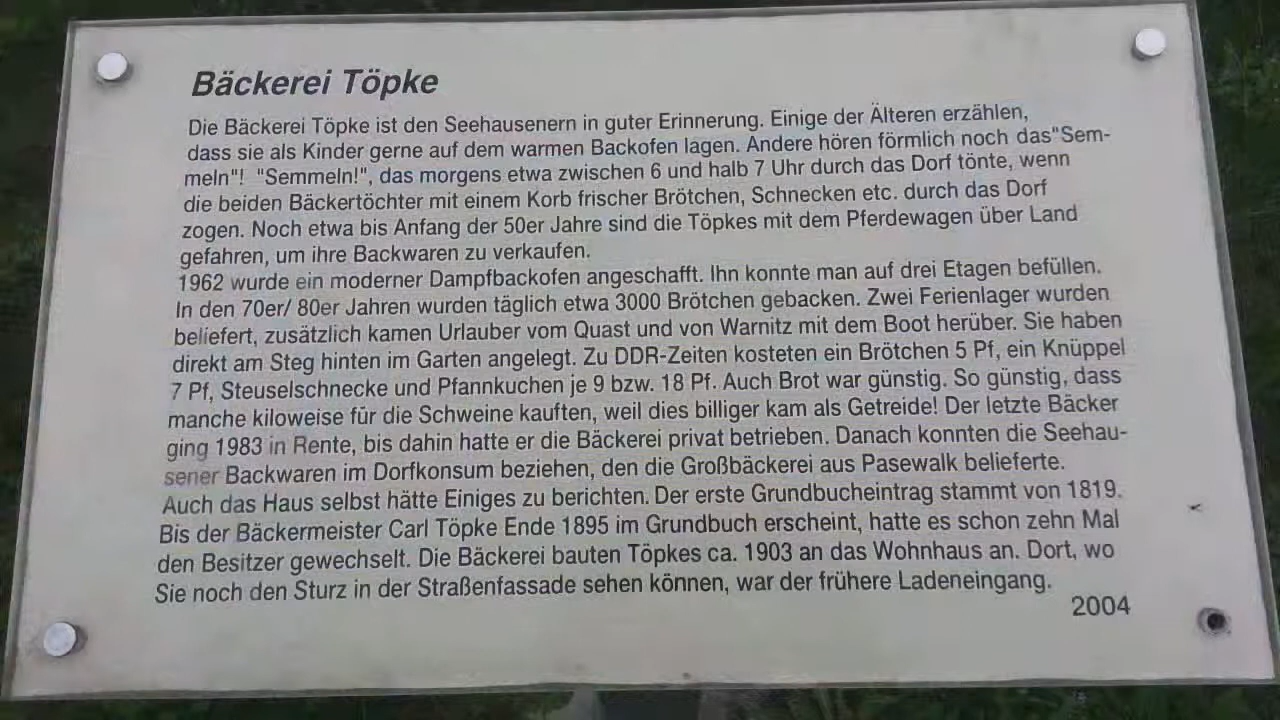 Bäckerei Töpke
Die Bäckerei Töpke ist den Seehausenern in guter Erinnerung. Einige der Älteren erzählen,
dass sie als Kinder gerne auf dem warmen Backofen lagen. Andere hören förmlich noch das"Sem-
meln"! "Semmeln!", das morgens etwa zwischen 6 und halb 7 Uhr durch das Dorf tönte, wenn
die beiden Bäckertöchter mit einem Korb frischer Brötchen, Schnecken etc. durch das Dorf
zogen. Noch etwa bis Anfang der 50er Jahre sind die Töpkes mit dem Pferdewagen über Land
gefahren, um ihre Backwaren zu verkaufen.
1962 wurde ein moderner Dampfbackofen angeschafft. Ihn konnte man auf drei Etagen befüllen.
In den 70er/ 80er Jahren wurden täglich etwa 3000 Brötchen gebacken. Zwei Ferienlager wurden
beliefert, zusätzlich kamen Urlauber vom Quast und von Warnitz mit dem Boot herüber. Sie haben
direkt am Steg hinten im Garten angelegt. Zu DDR-Zeiten kosteten ein Brötchen 5 Pf, ein Knüppel
7 Pf, Steuselschnecke und Pfannkuchen je 9 bzw. 18 Pf. Auch Brot war günstig. So günstig, dass
manche kiloweise für die Schweine kauften, weil dies billiger kam als Getreide! Der letzte Bäcker
ging 1983 in Rente, bis dahin hatte er die Bäckerei privat betrieben. Danach konnten die Seehau-
sener Backwaren im Dorfkonsum beziehen, den die Großbäckerei aus Pasewalk belieferte.
Auch das Haus selbst hätte Einiges zu berichten. Der erste Grundbucheintrag stammt von 1819.
Bis der Bäckermeister Carl Töpke Ende 1895 im Grundbuch erscheint, hatte es schon zehn Mal
den Besitzer gewechselt. Die Bäckerei bauten Töpkes ca. 1903 an das Wohnhaus an. Dort, wo
Sie noch den Sturz in der Straßenfassade sehen können, war der frühere Ladeneingang.
2004